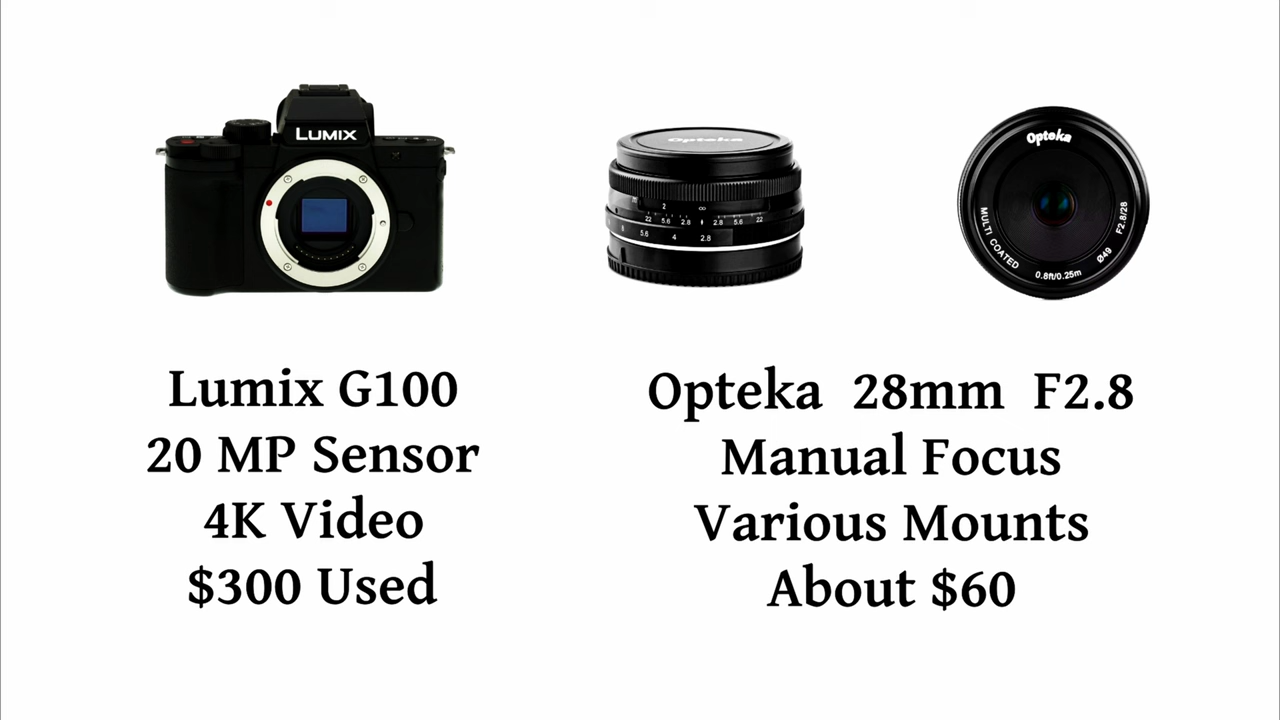 LUMIX
Lumix G100
20 MP Sensor
4K Video
$300 Used
Opteka
2 ∞
22 5.6 2.8 2.8 5.6 22
8 5.6 4 2.8
Opteka
MULTI COATED 0.8ft/0.25m Ø49 F2.8/28
Opteka 28mm F2.8
Manual Focus
Various Mounts
About $60